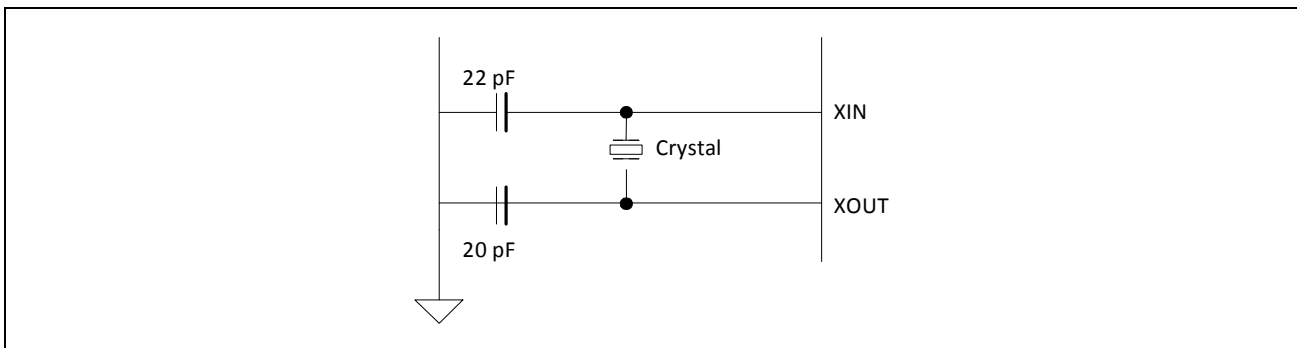 22 pF
XIN
Crystal
XOUT
20 pF